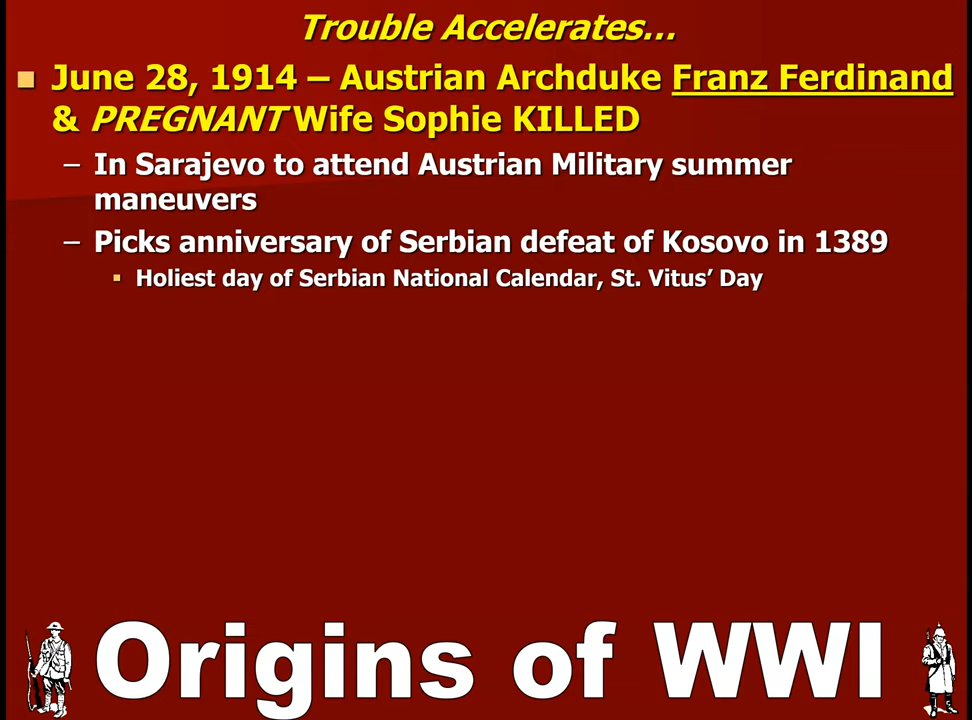 Trouble Accelerates…
■ June 28, 1914 – Austrian Archduke Franz Ferdinand
& PREGNANT Wife Sophie KILLED
– In Sarajevo to attend Austrian Military summer
maneuvers
– Picks anniversary of Serbian defeat of Kosovo in 1389
▪ Holiest day of Serbian National Calendar, St. Vitus’ Day
Origins of WWI